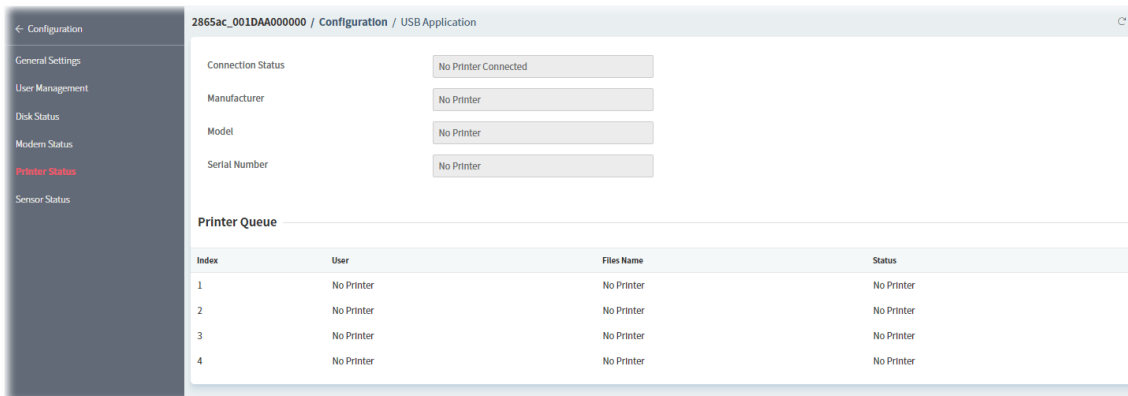 ← Configuration
General Settings
User Management
Disk Status
Modem Status
Printer Status
Sensor Status
2865ac_001DAA000000 / Configuration / USB Application
Connection Status No Printer Connected
Manufacturer No Printer
Model No Printer
Serial Number No Printer
Printer Queue
Index User Files Name Status
1 No Printer No Printer No Printer
2 No Printer No Printer No Printer
3 No Printer No Printer No Printer
4 No Printer No Printer No Printer